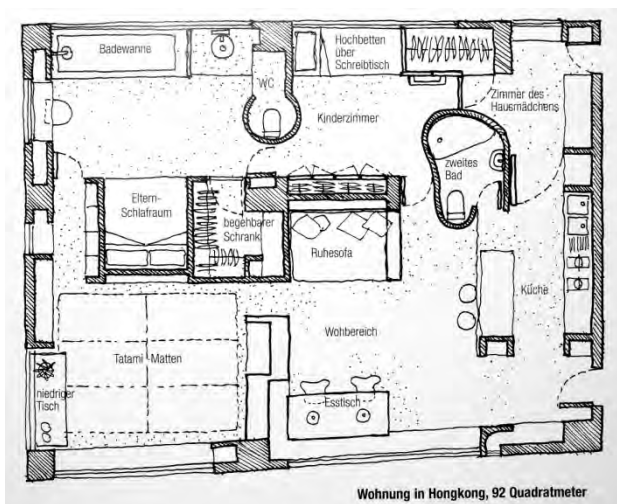 Badewanne
WC
Hochbetten
über
Schreibtisch
Kinderzimmer
Zimmer des
Hausmädchens
zweites
Bad
Eltern-
Schlafraum
begehbarer
Schrank
Ruhesofa
Küche
Wohbereich
Tatami - Matten
niedriger
Tisch
Esstisch
Wohnung in Hongkong, 92 Quadratmeter